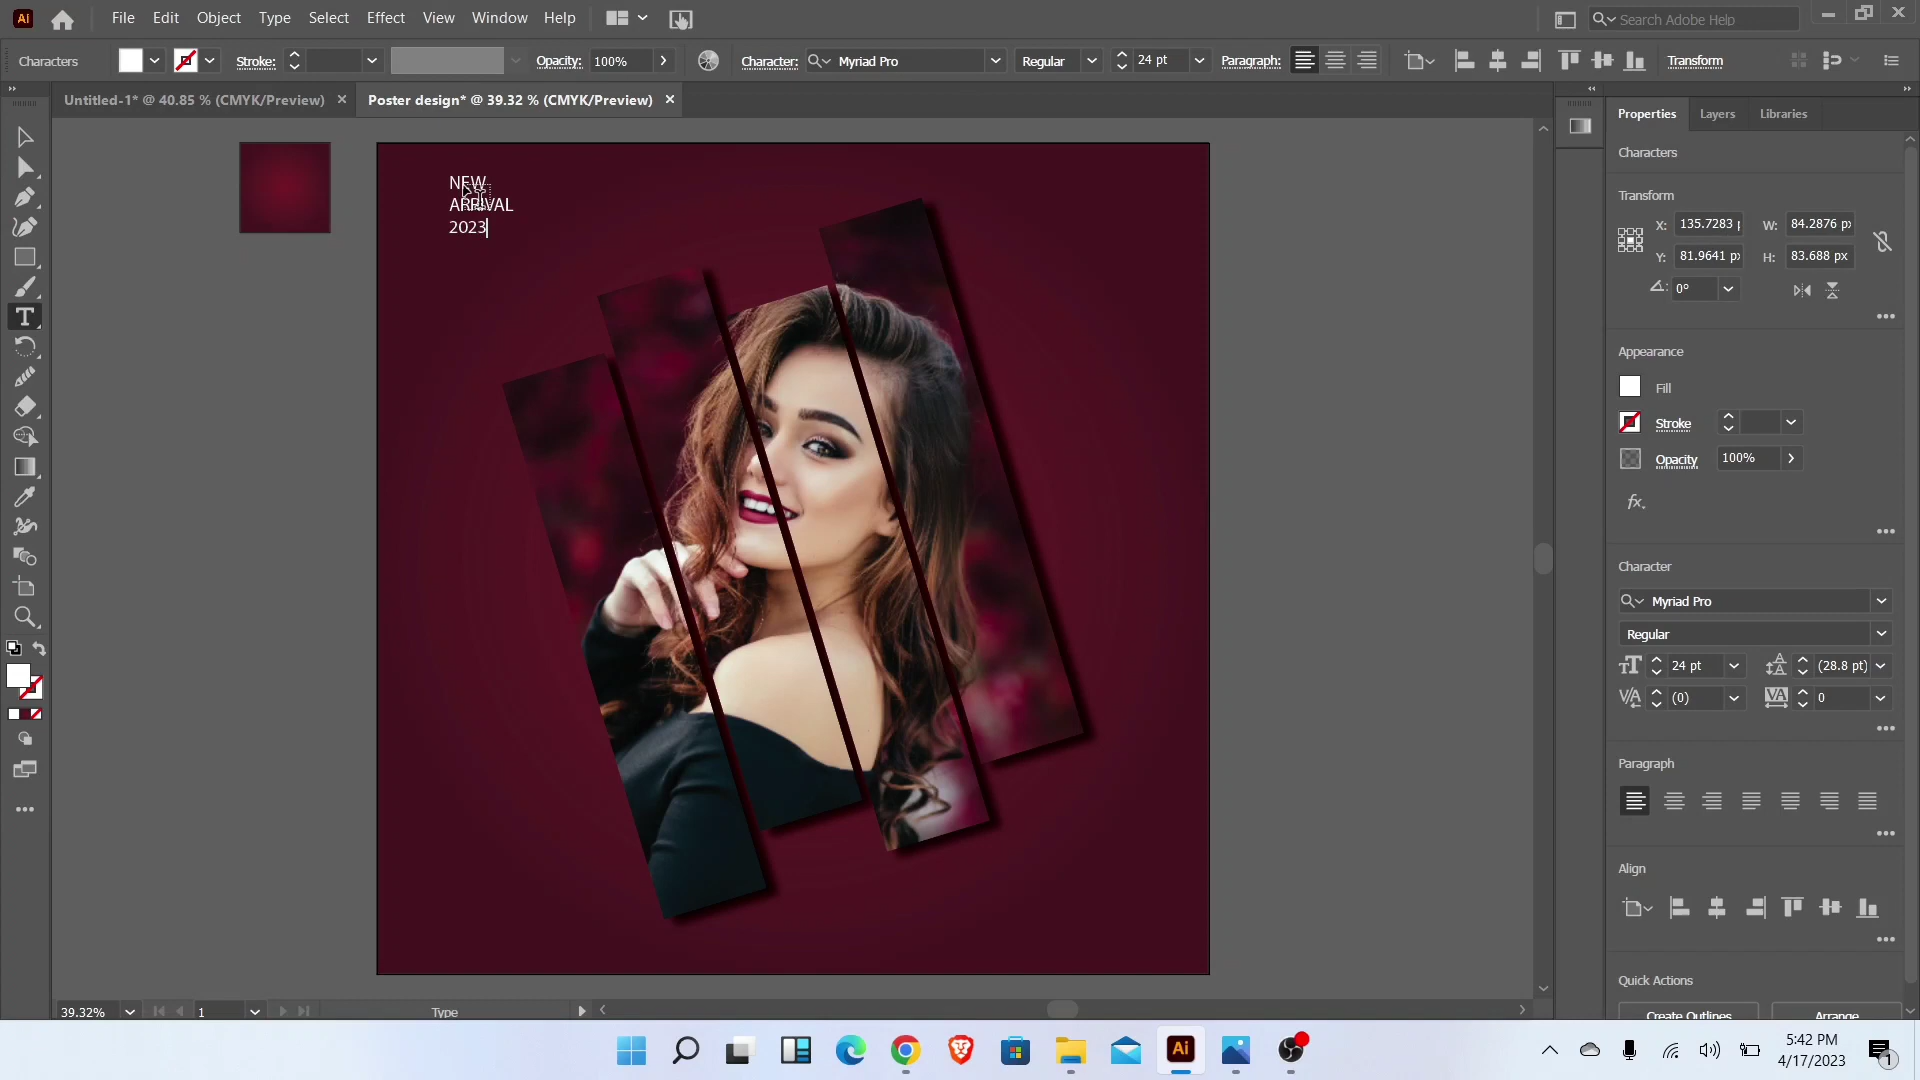 File Edit Object Type Select Effect View Window Help
Search Adobe Help
Characters Stroke: Opacity: 100% Character: Myriad Pro Regular 24 pt Paragraph: Transform
Untitled-1* @ 40.85 % (CMYK/Preview) Poster design* @ 39.32 % (CMYK/Preview)
NEW
ARRIVAL
2023
Properties Layers Libraries
Characters
Transform
X: 135.7283 p W: 84.2876 px
Y: 81.9641 px H: 83.688 px
0°
Appearance
Fill
Stroke
Opacity 100%
fx.
Character
Myriad Pro
Regular
24 pt (28.8 pt)
(0) 0
Paragraph
Align
Quick Actions
Create Outlines Arrange
39.32% 1 Type
Ai
5:42 PM
4/17/2023
1